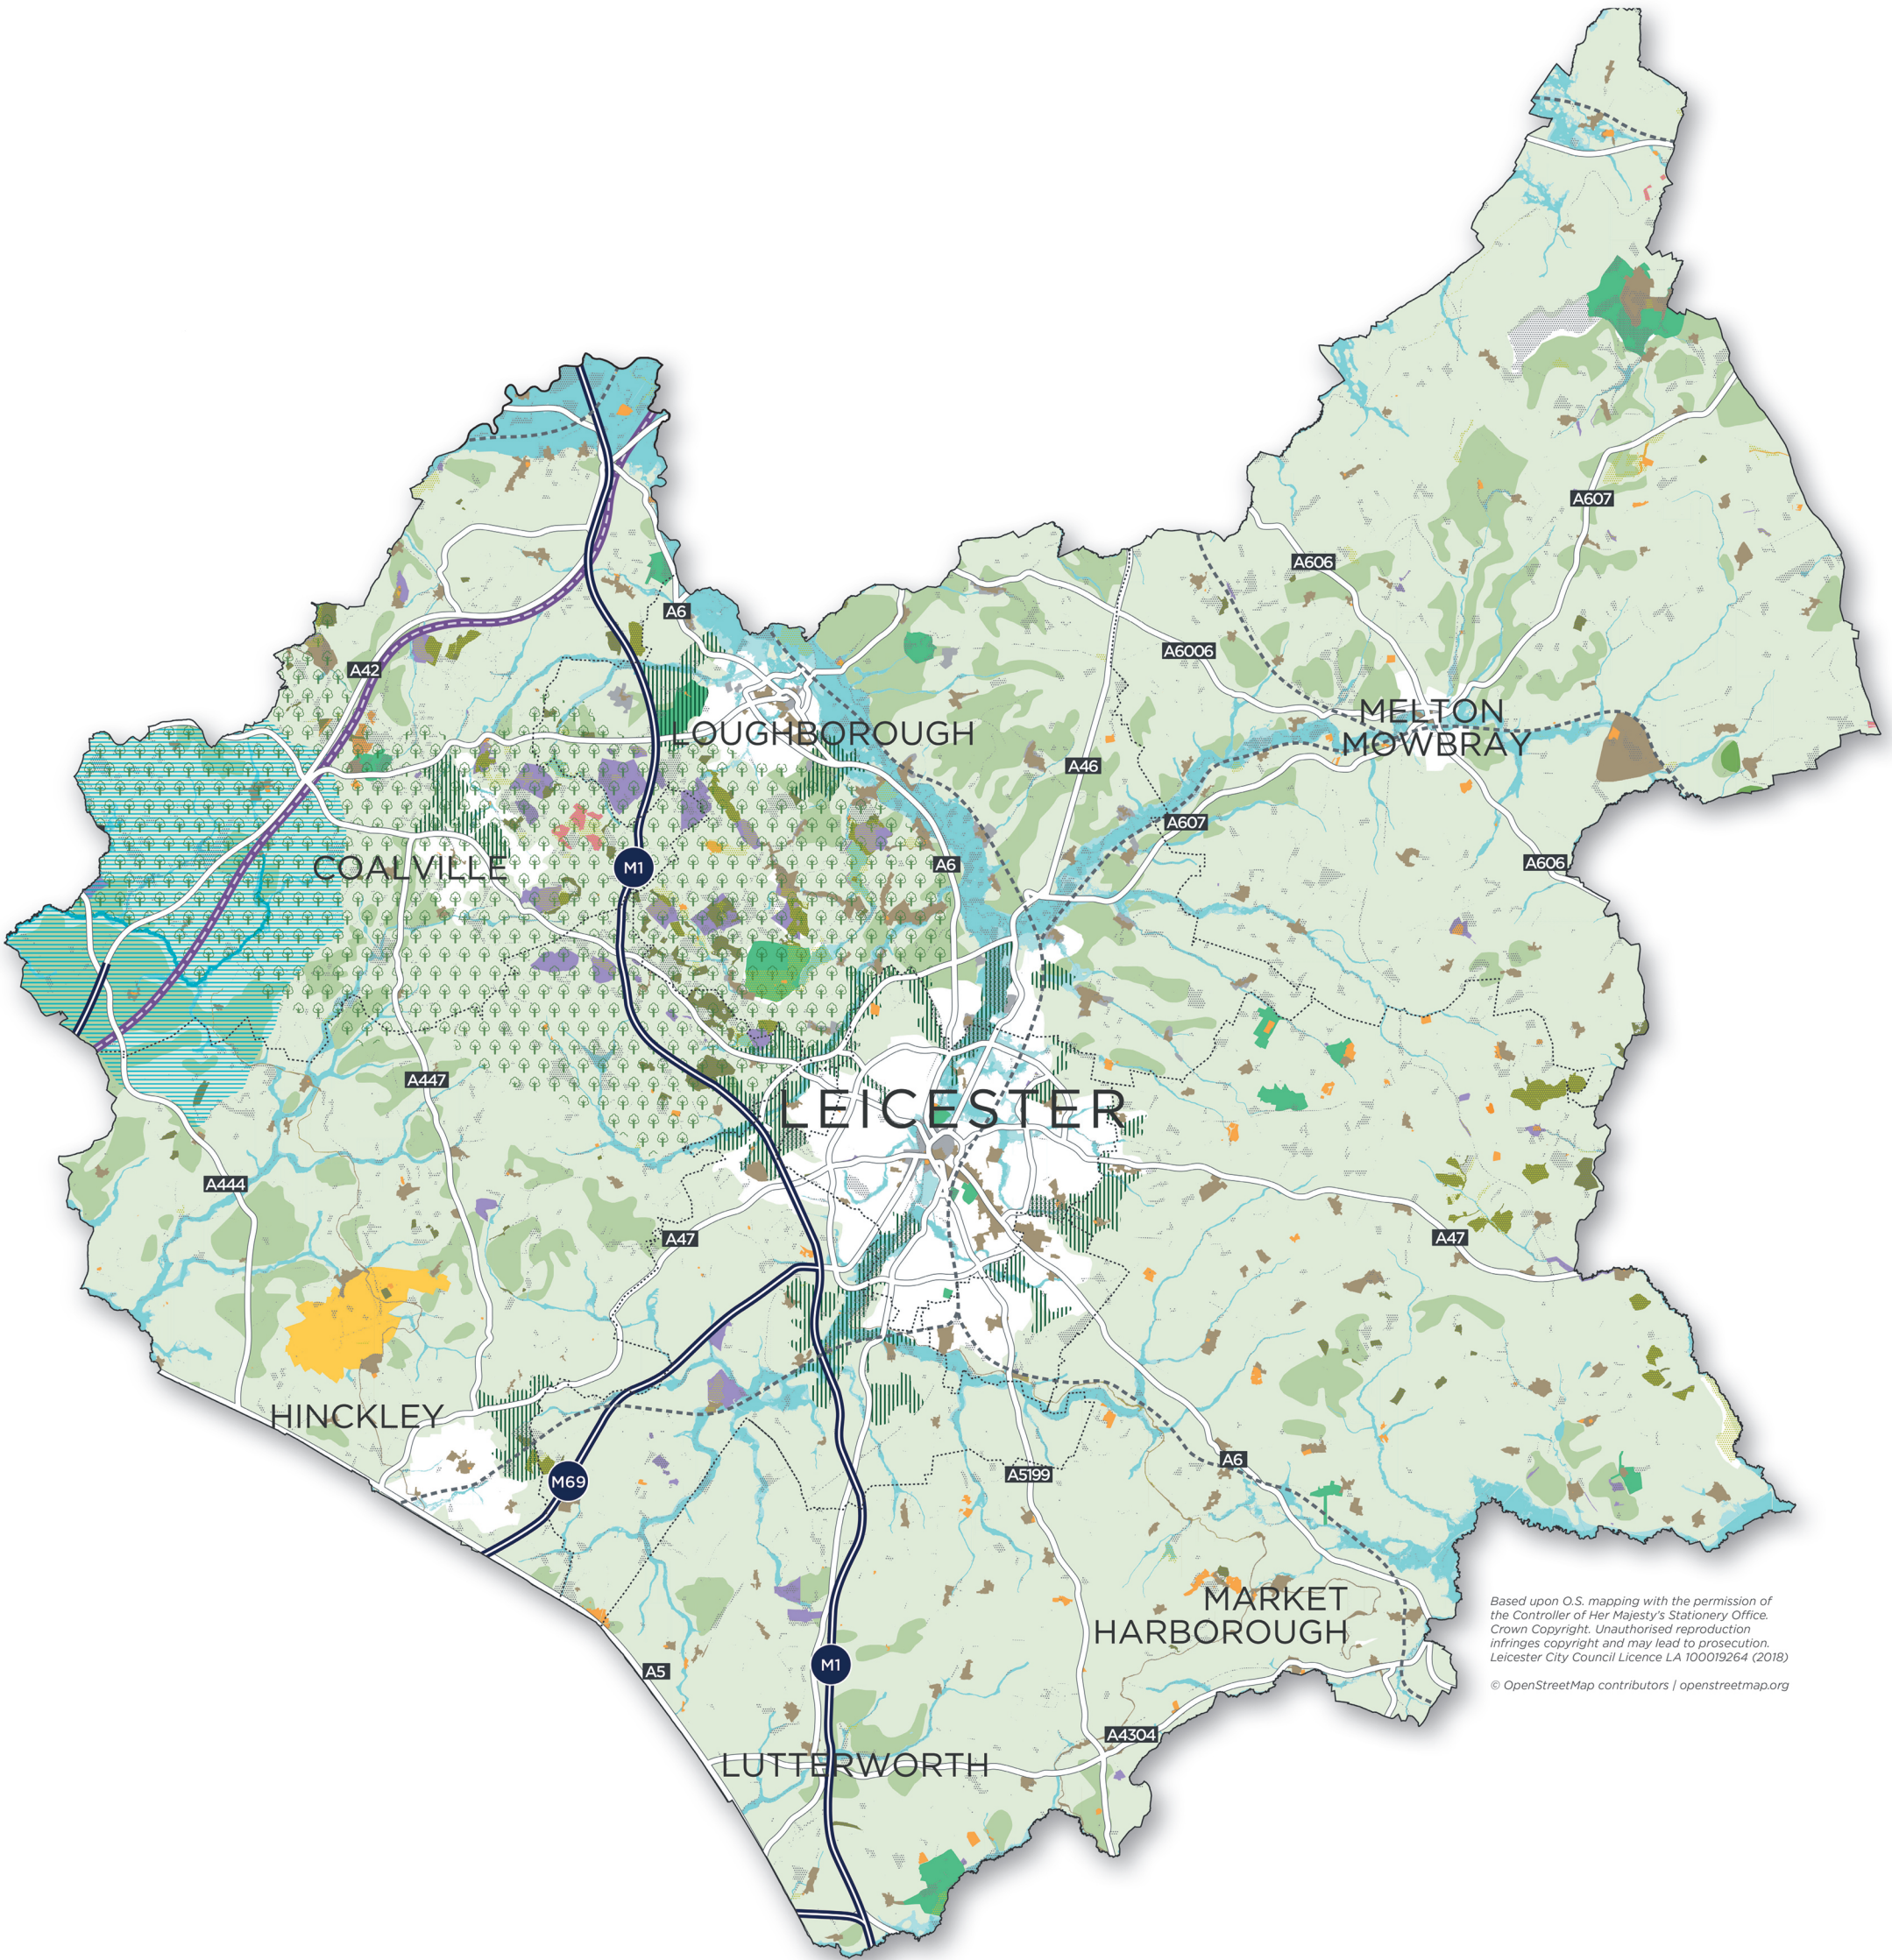 A607
A606
A6
A6006
A42
MELTON
MOWBRAY
LOUGHBOROUGH
A46
A607
COALVILLE
M1
A6
A606
A447
LEICESTER
A444
A47
A47
HINCKLEY
M69
A5199
A6
MARKET
HARBOROUGH
Based upon O.S. mapping with the permission of
the Controller of Her Majesty's Stationery Office.
Crown Copyright. Unauthorised reproduction
infringes copyright and may lead to prosecution.
Leicester City Council Licence LA 100019264 (2018)
© OpenStreetMap contributors | openstreetmap.org
A5
M1
A4304
LUTTERWORTH